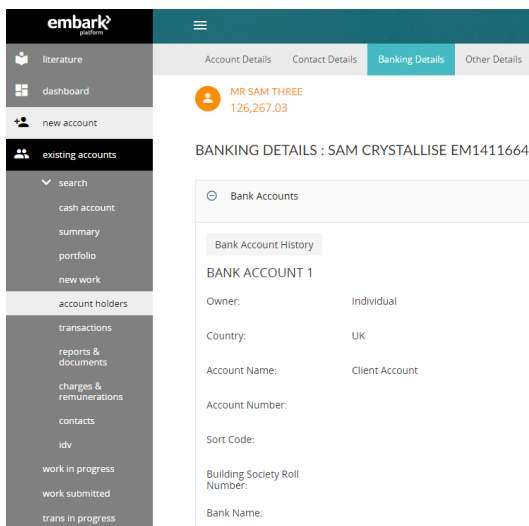 embark
platform
literature
dashboard
new account
existing accounts
search
cash account
summary
portfolio
new work
account holders
transactions
reports &
documents
charges &
remunerations
contacts
idv
work in progress
work submitted
trans in progress
Account Details Contact Details Banking Details Other Details
MR SAM THREE
126,267.03
BANKING DETAILS : SAM CRYSTALLISE EM1411664
Bank Accounts
Bank Account History
BANK ACCOUNT 1
Owner: Individual
Country: UK
Account Name: Client Account
Account Number:
Sort Code:
Building Society Roll
Number:
Bank Name: